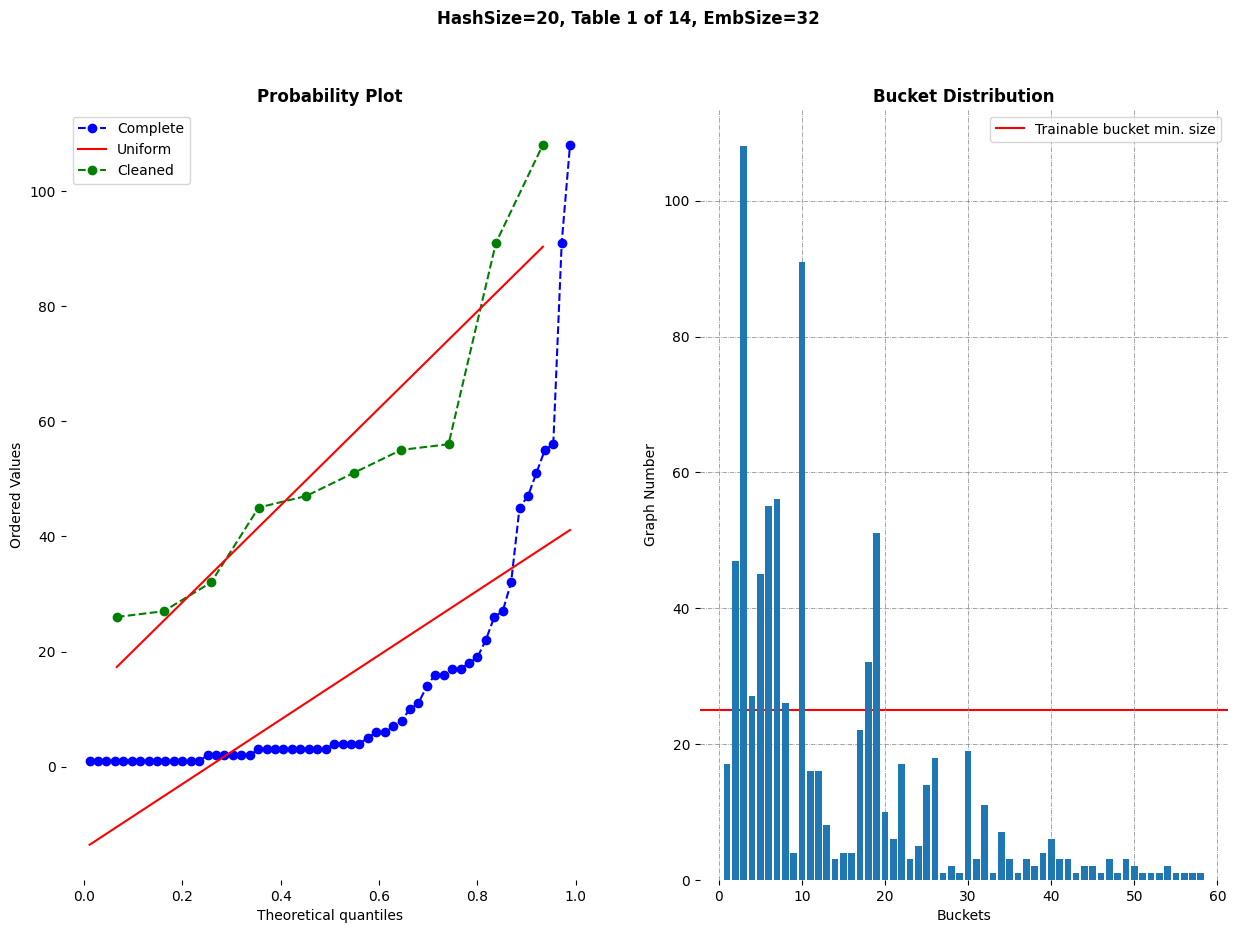 HashSize=20, Table 1 of 14, EmbSize=32
Probability Plot
Complete
Uniform
Cleaned
100
80
60
40
20
0
Ordered Values
0.0 0.2 0.4 0.6 0.8 1.0
Theoretical quantiles
Bucket Distribution
Trainable bucket min. size
100
80
60
40
20
0
Graph Number
0 10 20 30 40 50 60
Buckets